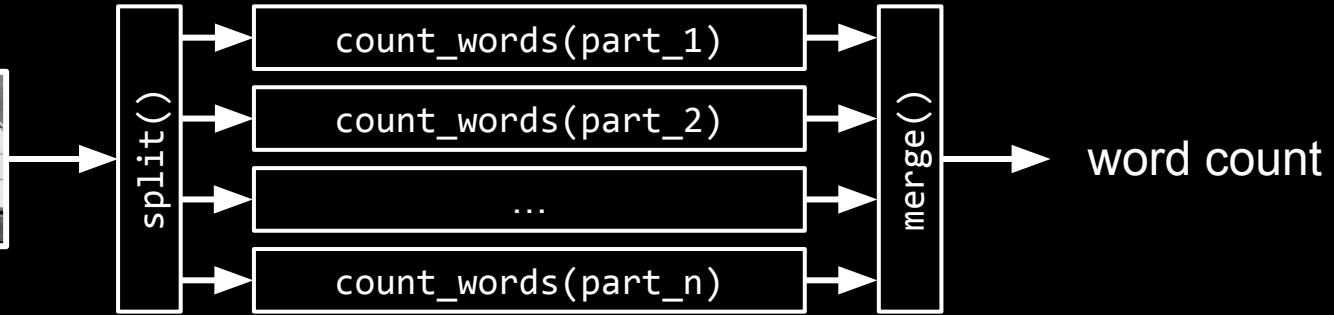 split()
count_words(part_1)
count_words(part_2)
...
count_words(part_n)
merge()
word count